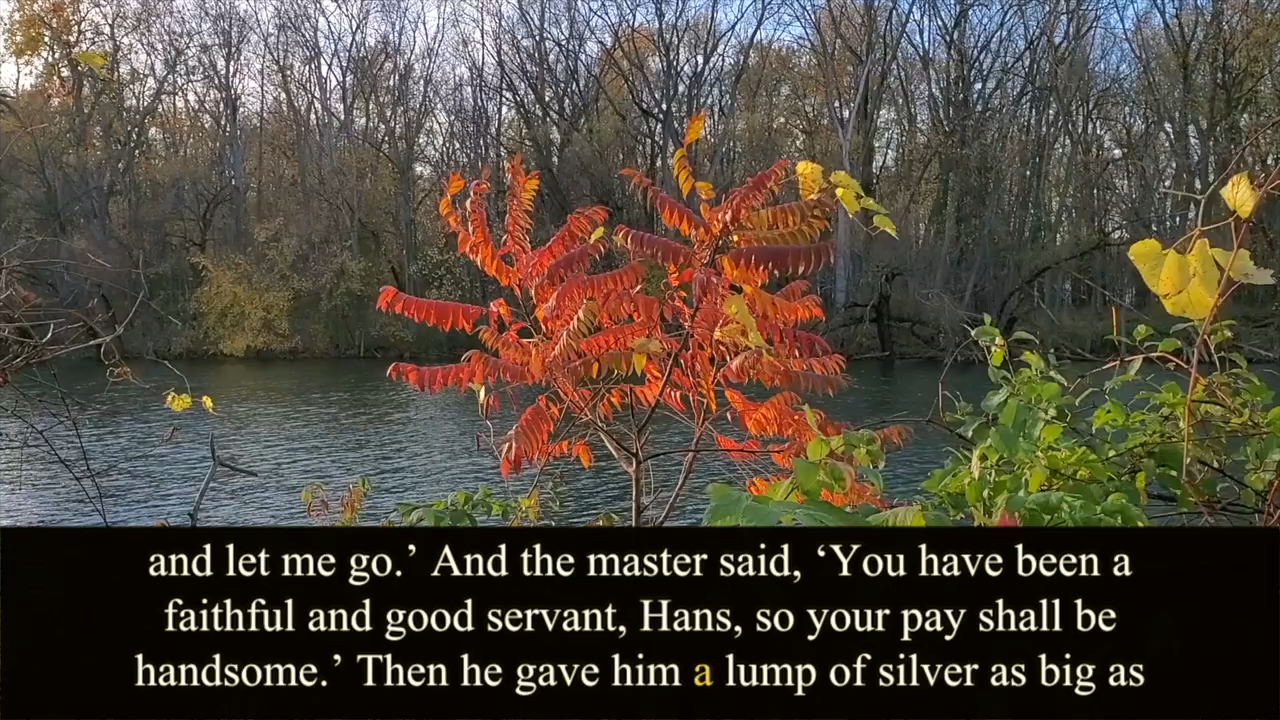 and let me go.’ And the master said, ‘You have been a
faithful and good servant, Hans, so your pay shall be
handsome.’ Then he gave him a lump of silver as big as